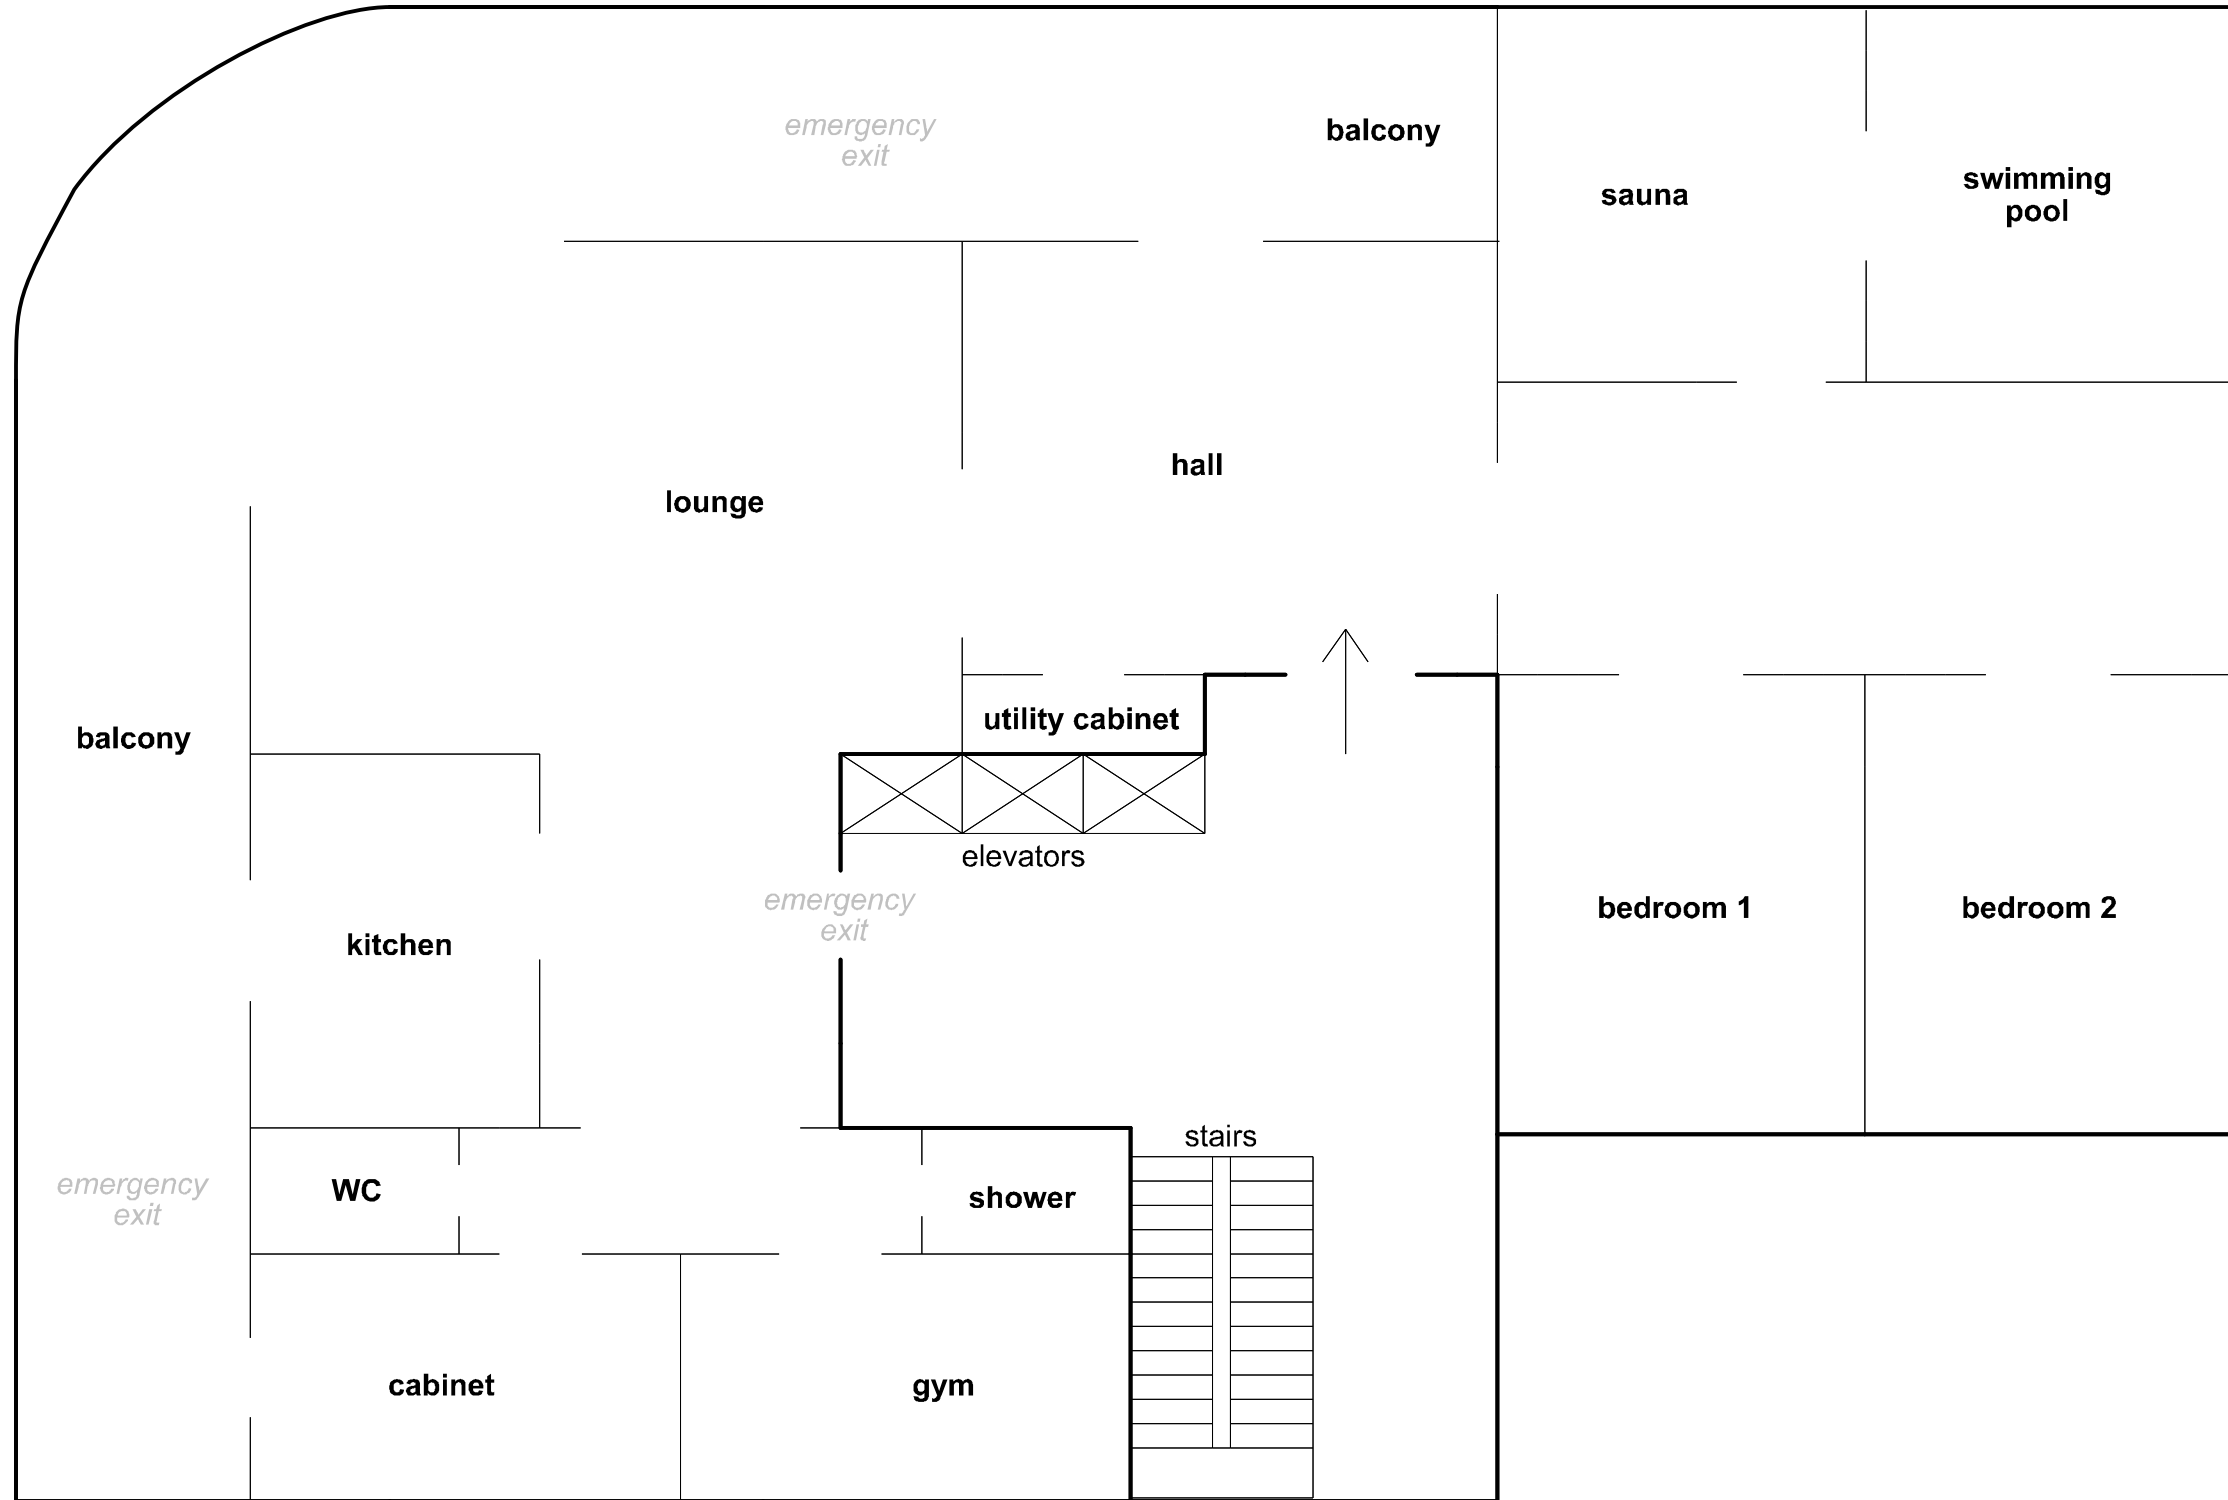 emergency
exit
balcony
sauna
swimming
pool
hall
lounge
utility cabinet
balcony
elevators
emergency
exit
kitchen
bedroom 1
bedroom 2
stairs
emergency
exit
WC
shower
cabinet
gym